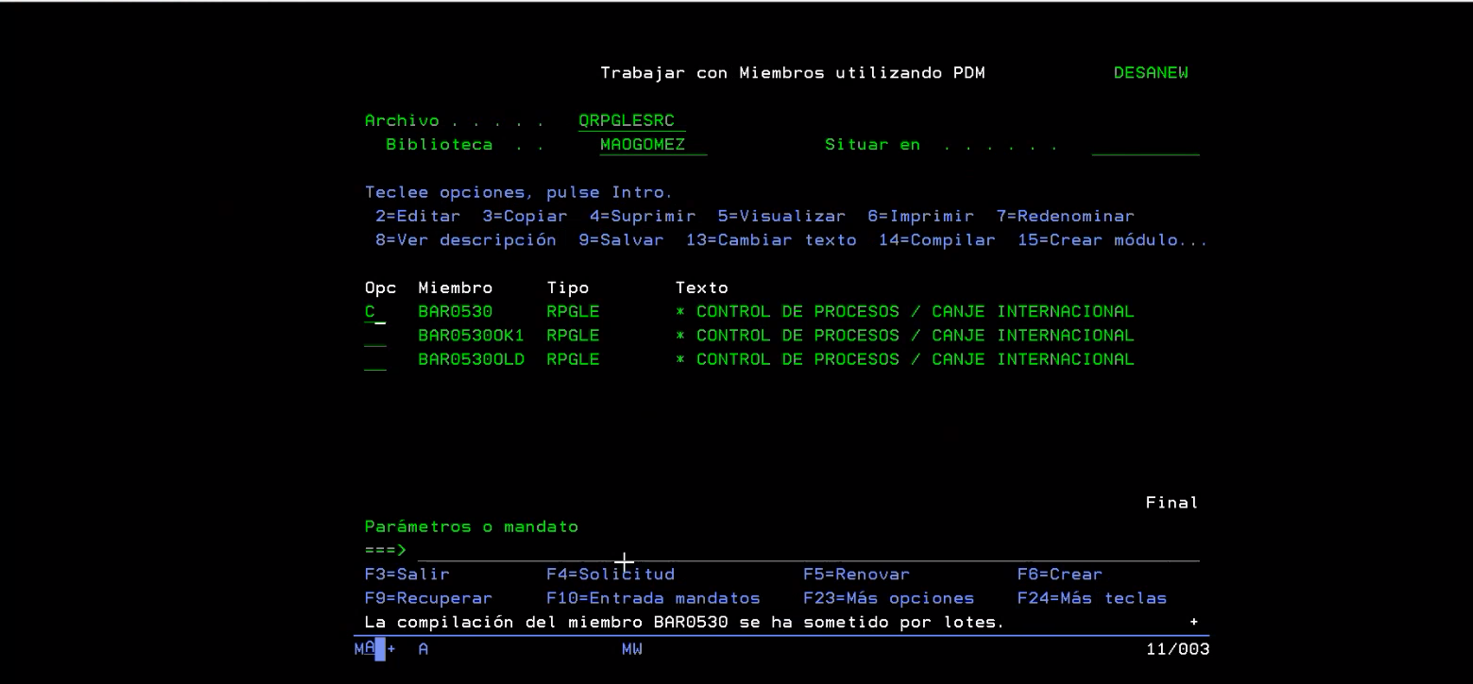 Trabajar con Miembros utilizando PDM DESANEW
Archivo . . . . . QRPGLESRC
Biblioteca . . MAOGOMEZ Situar en . . . . . .
Teclee opciones, pulse Intro.
2=Editar 3=Copiar 4=Suprimir 5=Visualizar 6=Imprimir 7=Redenominar
8=Ver descripción 9=Salvar 13=Cambiar texto 14=Compilar 15=Crear módulo...
Opc Miembro Tipo Texto
C BAR0530 RPGLE * CONTROL DE PROCESOS / CANJE INTERNACIONAL
BAR0530OK1 RPGLE * CONTROL DE PROCESOS / CANJE INTERNACIONAL
BAR0530OLD RPGLE * CONTROL DE PROCESOS / CANJE INTERNACIONAL
Final
Parámetros o mandato
===>
F3=Salir F4=Solicitud F5=Renovar F6=Crear
F9=Recuperar F10=Entrada mandatos F23=Más opciones F24=Más teclas
La compilación del miembro BAR0530 se ha sometido por lotes. +
MA + A MW 11/003